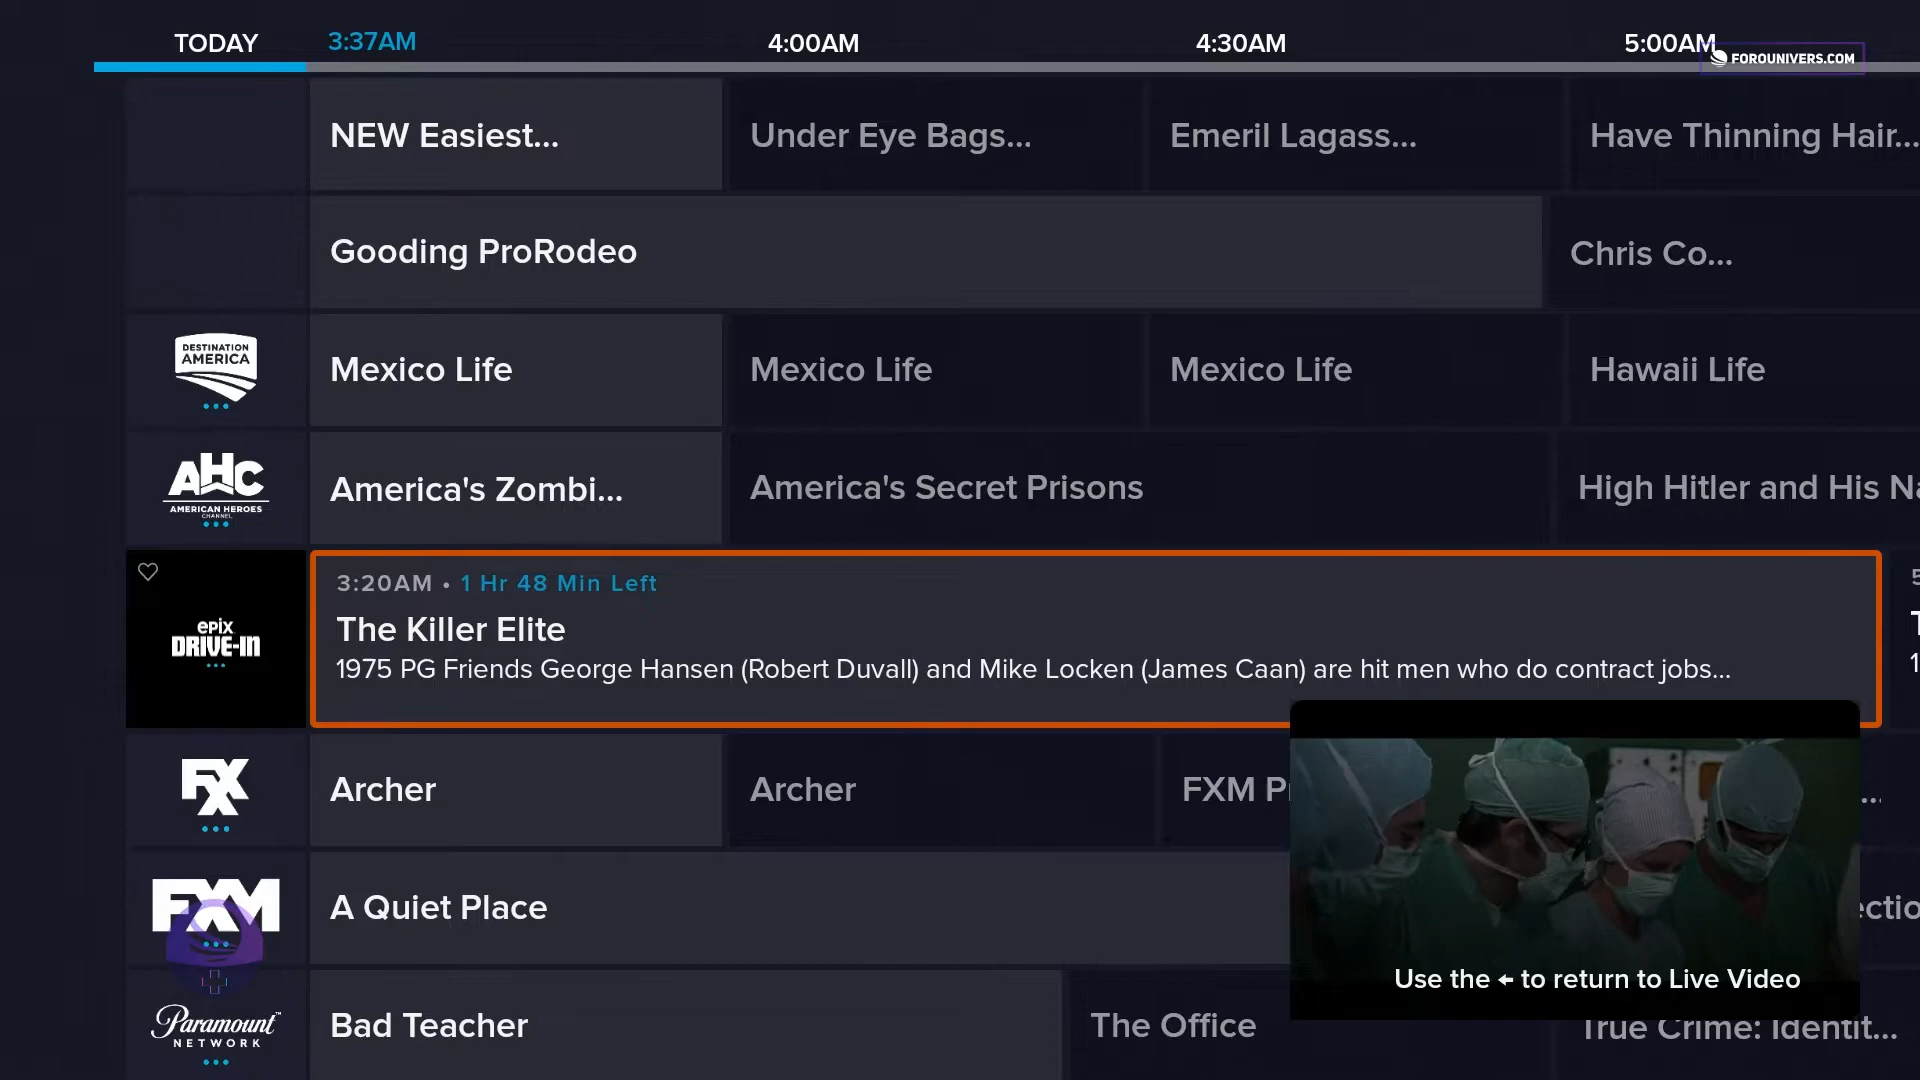 TODAY 3:37AM 4:00AM 4:30AM 5:00AM
FOROUNIVERS.COM
NEW Easiest... Under Eye Bags... Emeril Lagass... Have Thinning Hair...
Gooding ProRodeo Chris Co...
DESTINATION
AMERICA
Mexico Life Mexico Life Mexico Life Hawaii Life
AHC
AMERICAN HEROES
CHANNEL
America's Zombi... America's Secret Prisons High Hitler and His Na
3:20AM • 1 Hr 48 Min Left
epix
DRIVE-IN
The Killer Elite
1975 PG Friends George Hansen (Robert Duvall) and Mike Locken (James Caan) are hit men who do contract jobs...
FXX
Archer Archer FXM P
FXM
A Quiet Place
Use the ← to return to Live Video
Paramount
NETWORK
Bad Teacher The Office True Crime: Identit...